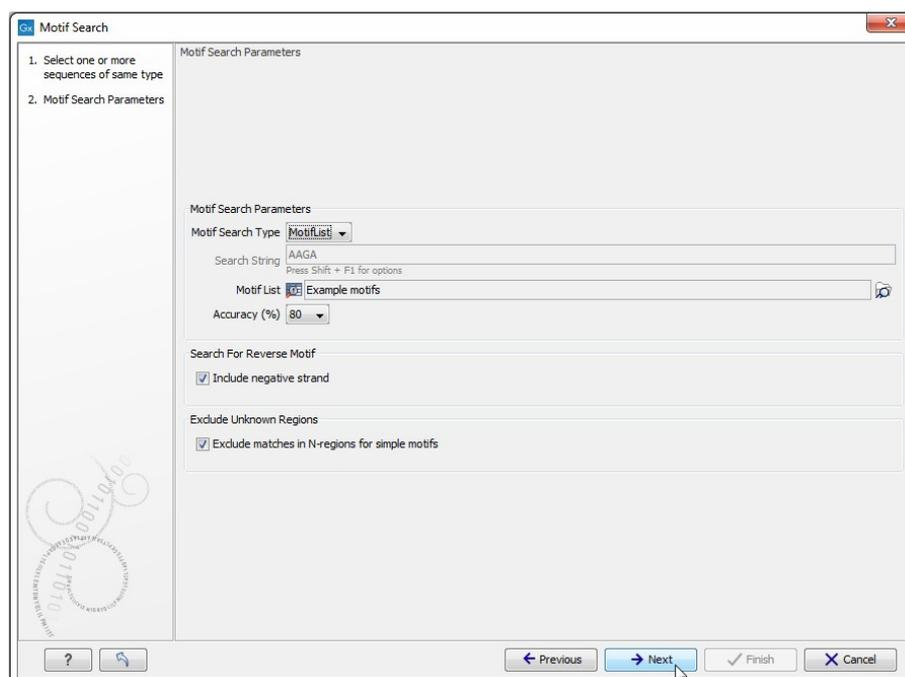 Gx Motif Search
1. Select one or more
sequences of same type
2. Motif Search Parameters
Motif Search Parameters
Motif Search Parameters
Motif Search Type MotifList
Search String AAGA
Press Shift + F1 for options
Motif List Example motifs
Accuracy (%) 80
Search For Reverse Motif
Include negative strand
Exclude Unknown Regions
Exclude matches in N-regions for simple motifs
? Previous Next Finish Cancel